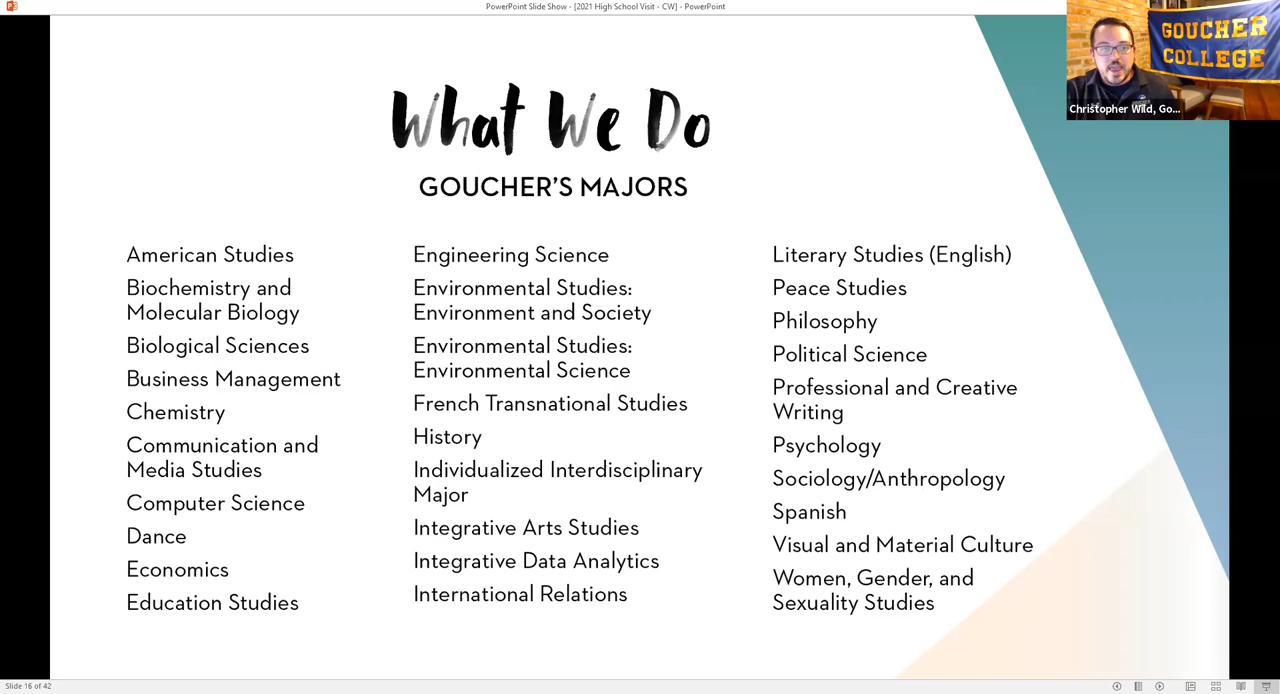 PowerPoint Slide Show - [2021 High School Visit - CW] - PowerPoint
GOUCHER
COLLEGE
Christopher Wild, Go...
What We Do
GOUCHER'S MAJORS
American Studies
Biochemistry and
Molecular Biology
Biological Sciences
Business Management
Chemistry
Communication and
Media Studies
Computer Science
Dance
Economics
Education Studies
Engineering Science
Environmental Studies:
Environment and Society
Environmental Studies:
Environmental Science
French Transnational Studies
History
Individualized Interdisciplinary
Major
Integrative Arts Studies
Integrative Data Analytics
International Relations
Literary Studies (English)
Peace Studies
Philosophy
Political Science
Professional and Creative
Writing
Psychology
Sociology/Anthropology
Spanish
Visual and Material Culture
Women, Gender, and
Sexuality Studies
Slide 16 of 42